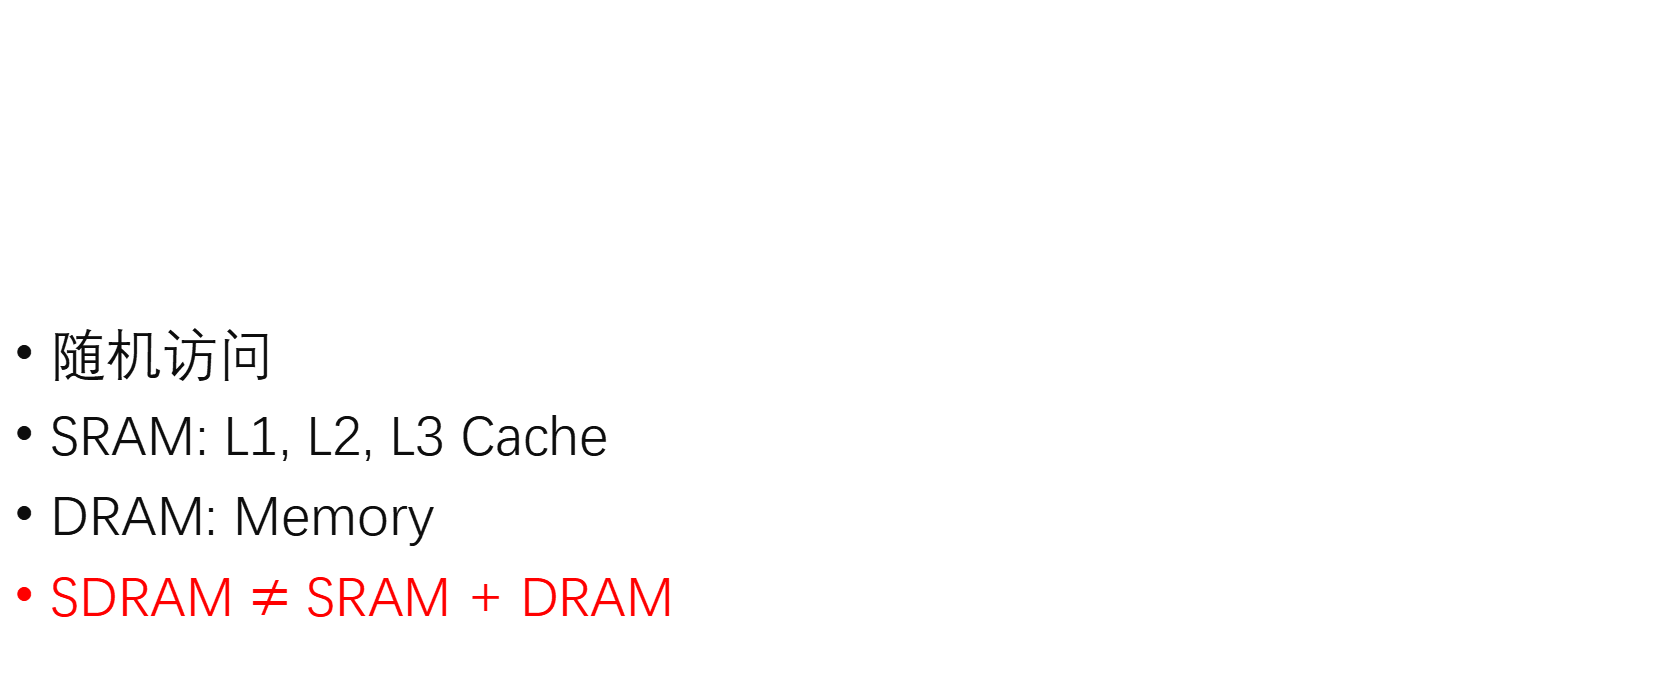 • 随机访问
• SRAM: L1, L2, L3 Cache
• DRAM: Memory
• SDRAM ≠ SRAM + DRAM